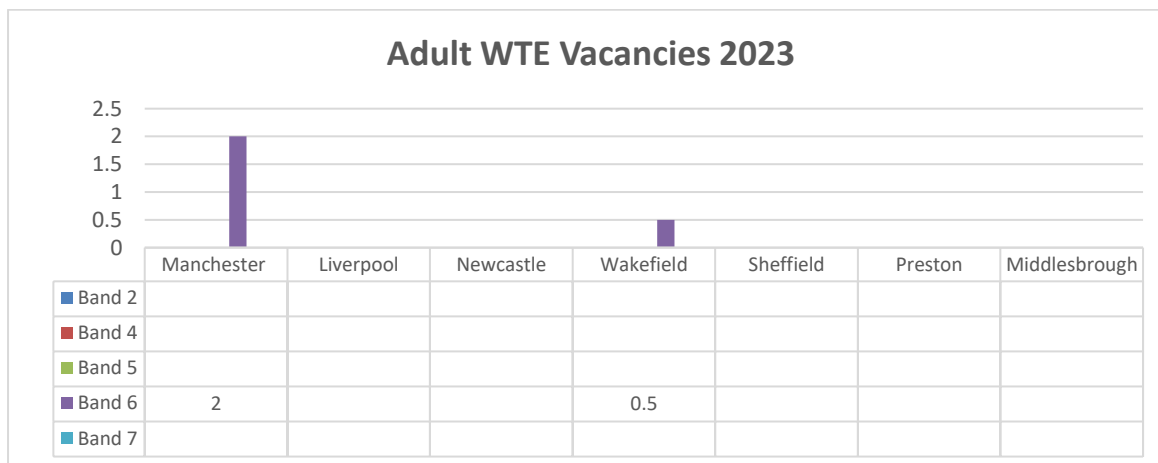 Adult WTE Vacancies 2023
2.5
2
1.5
1
0.5
0
Manchester Liverpool Newcastle Wakefield Sheffield Preston Middlesbrough
Band 2
Band 4
Band 5
Band 6 2 0.5
Band 7